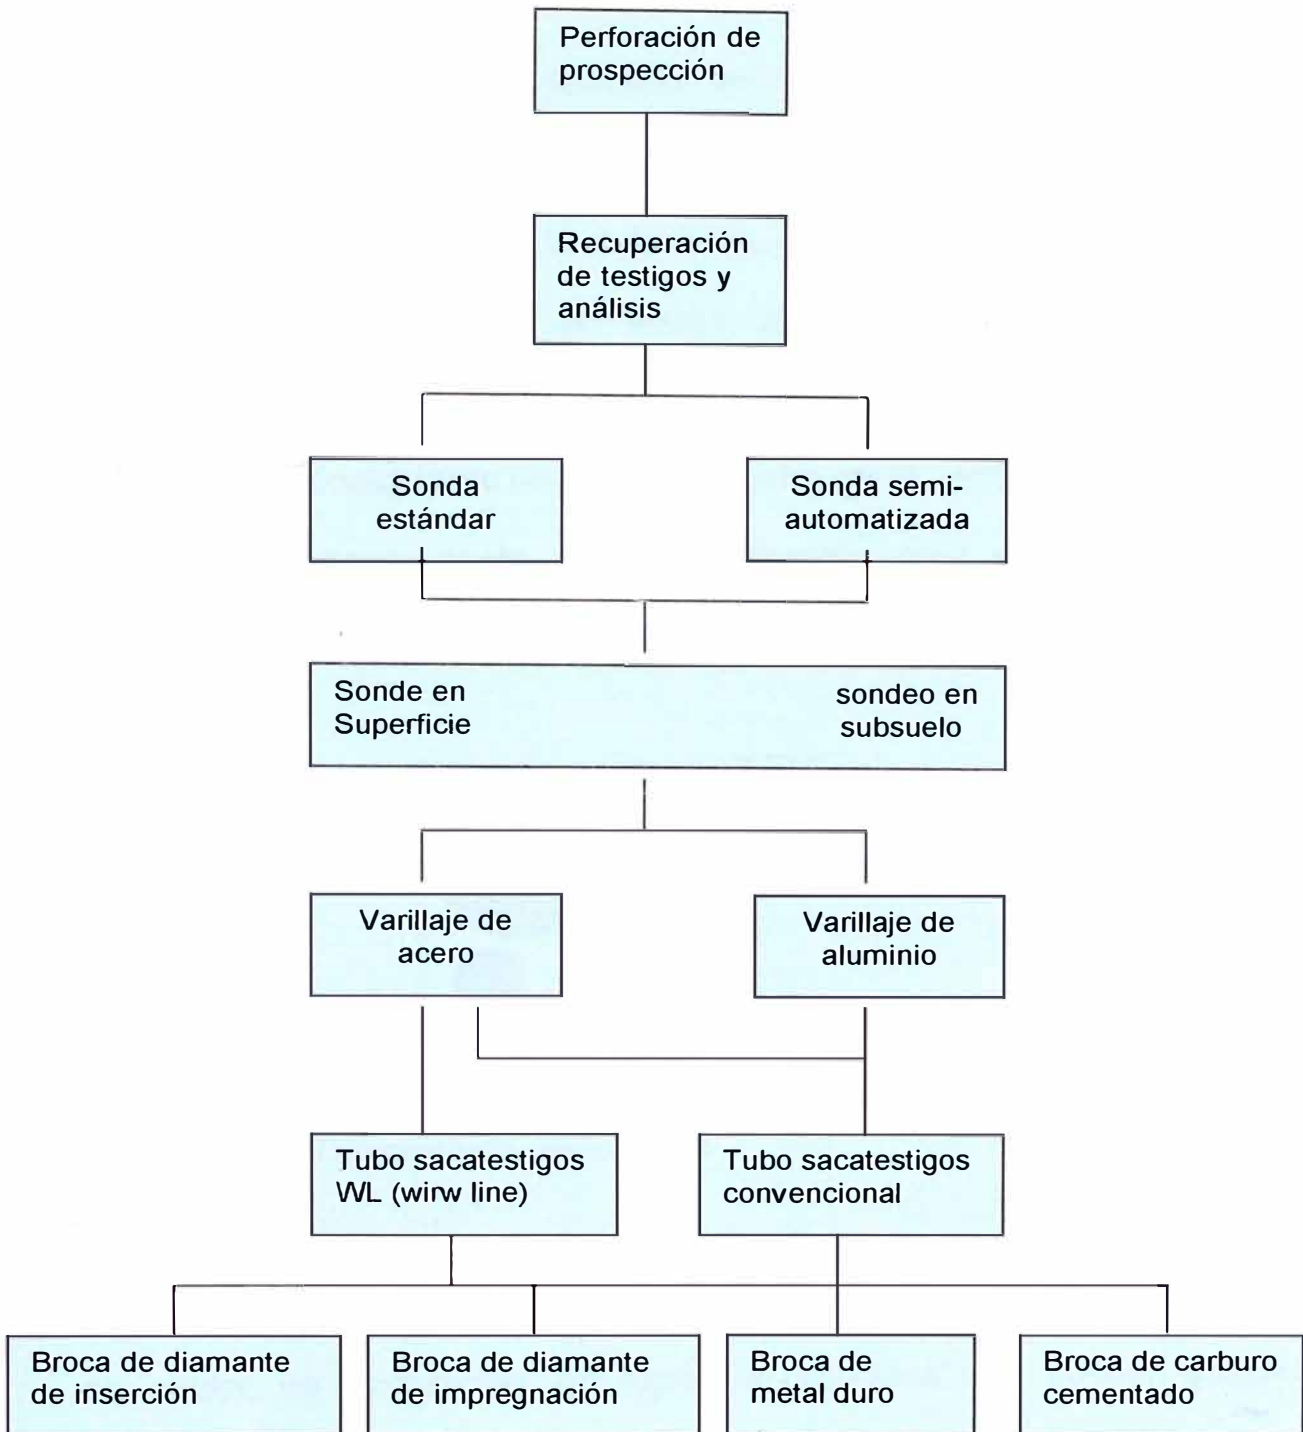 Perforación de
prospección
Recuperación
de testigos y
análisis
Sonda
estándar
Sonda semi-
automatizada
Sonde en
Superficie
sondeo en
subsuelo
Varillaje de
acero
Varillaje de
aluminio
Tubo sacatestigos
WL (wirw line)
Tubo sacatestigos
convencional
Broca de diamante
de inserción
Broca de diamante
de impregnación
Broca de
metal duro
Broca de carburo
cementado